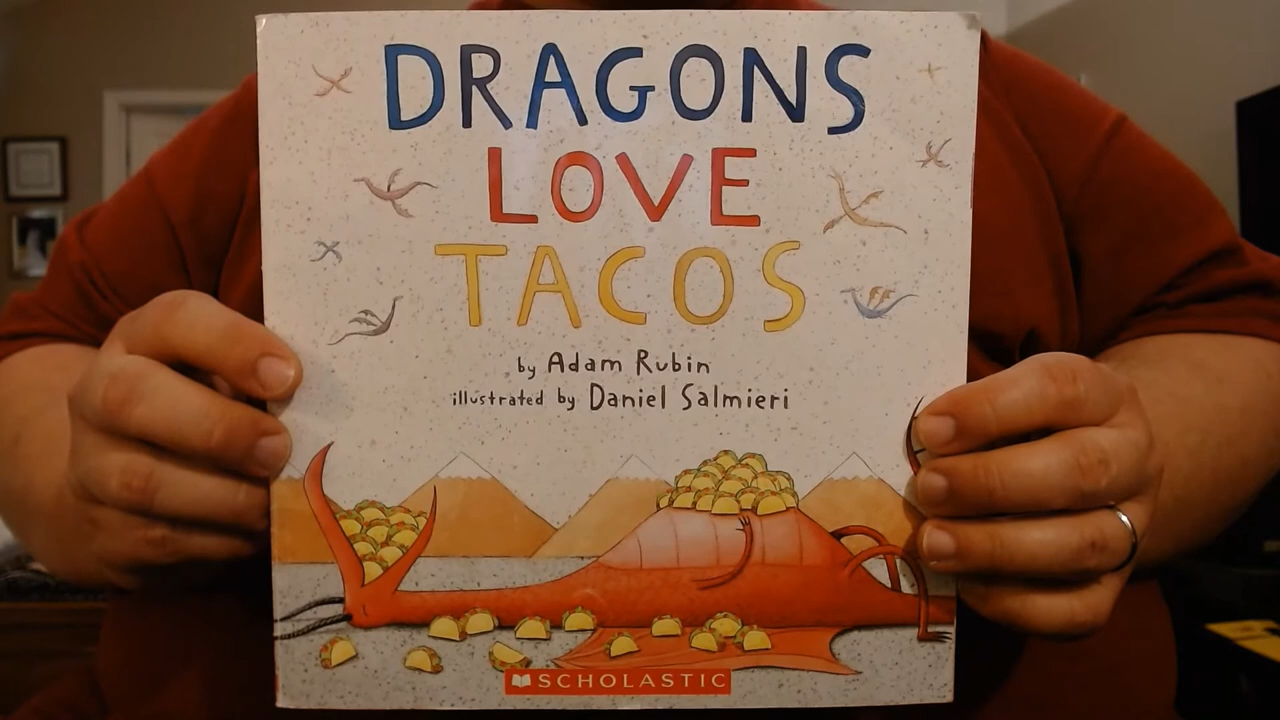 DRAGONS
LOVE
TACOS
by Adam Rubin
illustrated by Daniel Salmieri
SCHOLASTIC